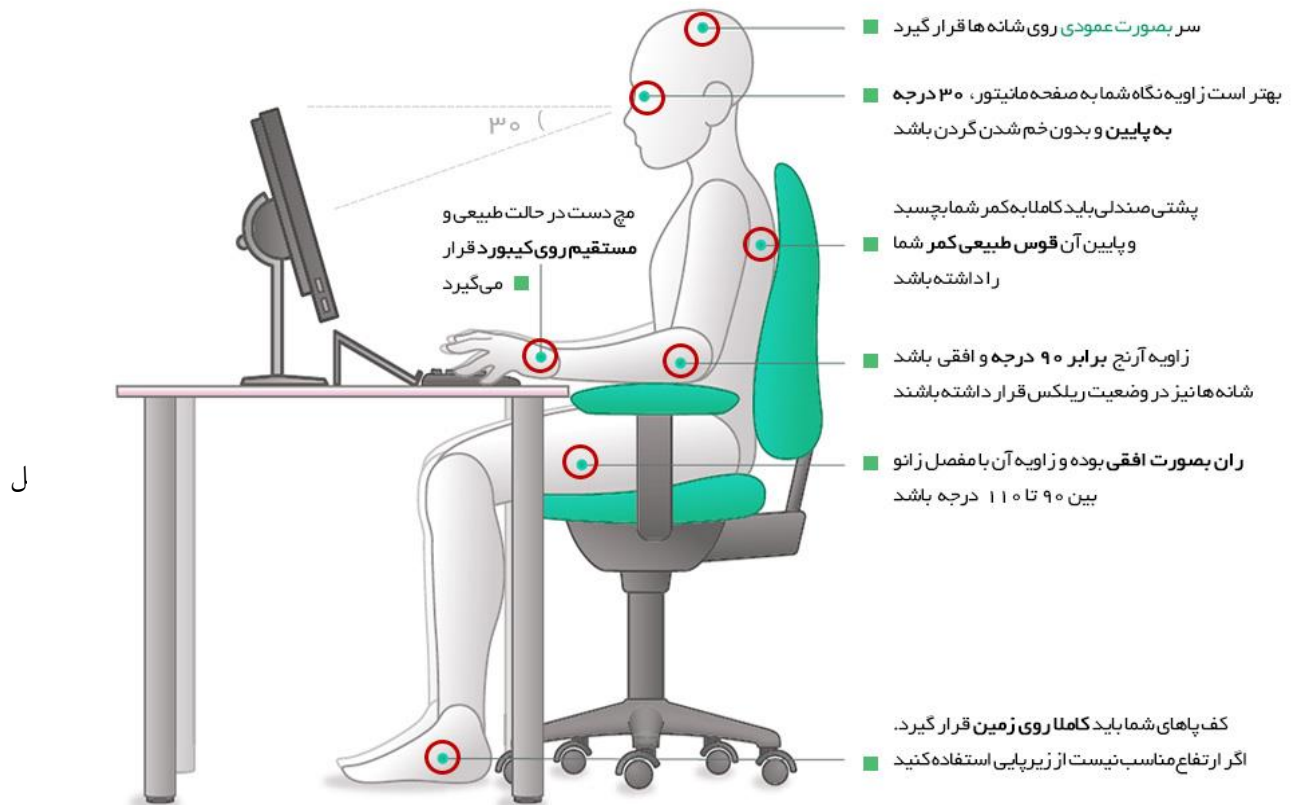 سر بصورت عمودی روی شانه ها قرار گیرد
بهتر است زاویه نگاه شما به صفحه مانیتور، ۳۰ درجه
به پایین و بدون خم شدن گردن باشد
۳۰
پشتی صندلی باید کاملا به کمر شما بچسبد
و پایین آن قوس طبیعی کمر شما
را داشته باشد
مچ دست در حالت طبیعی و
مستقیم روی کیبورد قرار
می‌گیرد
زاویه آرنج برابر ۹۰ درجه و افقی باشد
شانه ها نیز در وضعیت ریلکس قرار داشته باشند
ران بصورت افقی بوده و زاویه آن با مفصل زانو
بین ۹۰ تا ۱۱۰ درجه باشد
ل
کف پاهای شما باید کاملا روی زمین قرار گیرد.
اگر ارتفاع مناسب نیست از زیرپایی استفاده کنید